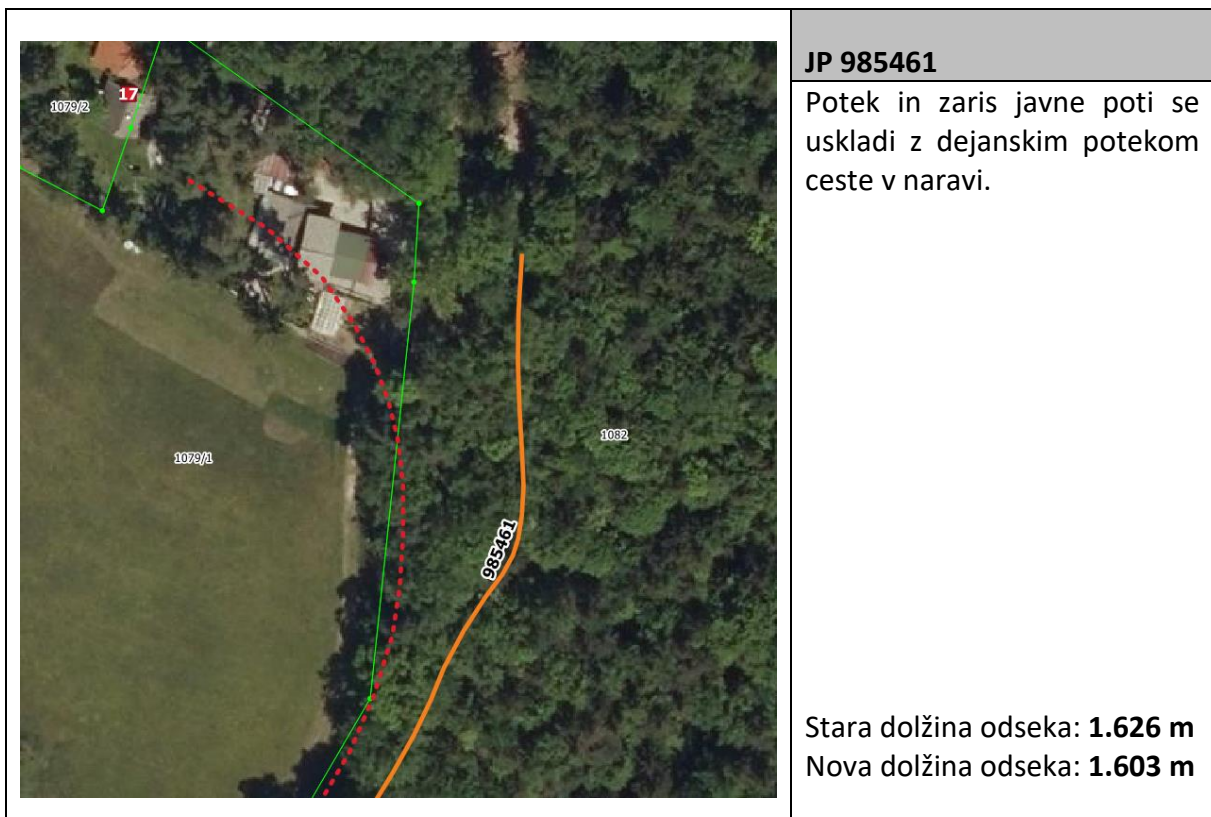 JP 985461
Potek in zaris javne poti se
uskladi z dejanskim potekom
ceste v naravi.
Stara dolžina odseka: 1.626 m
Nova dolžina odseka: 1.603 m
17
1079/2
1082
1079/1
985461